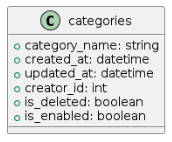 C categories
category_name: string
created_at: datetime
updated_at: datetime
creator_id: int
is_deleted: boolean
is_enabled: boolean